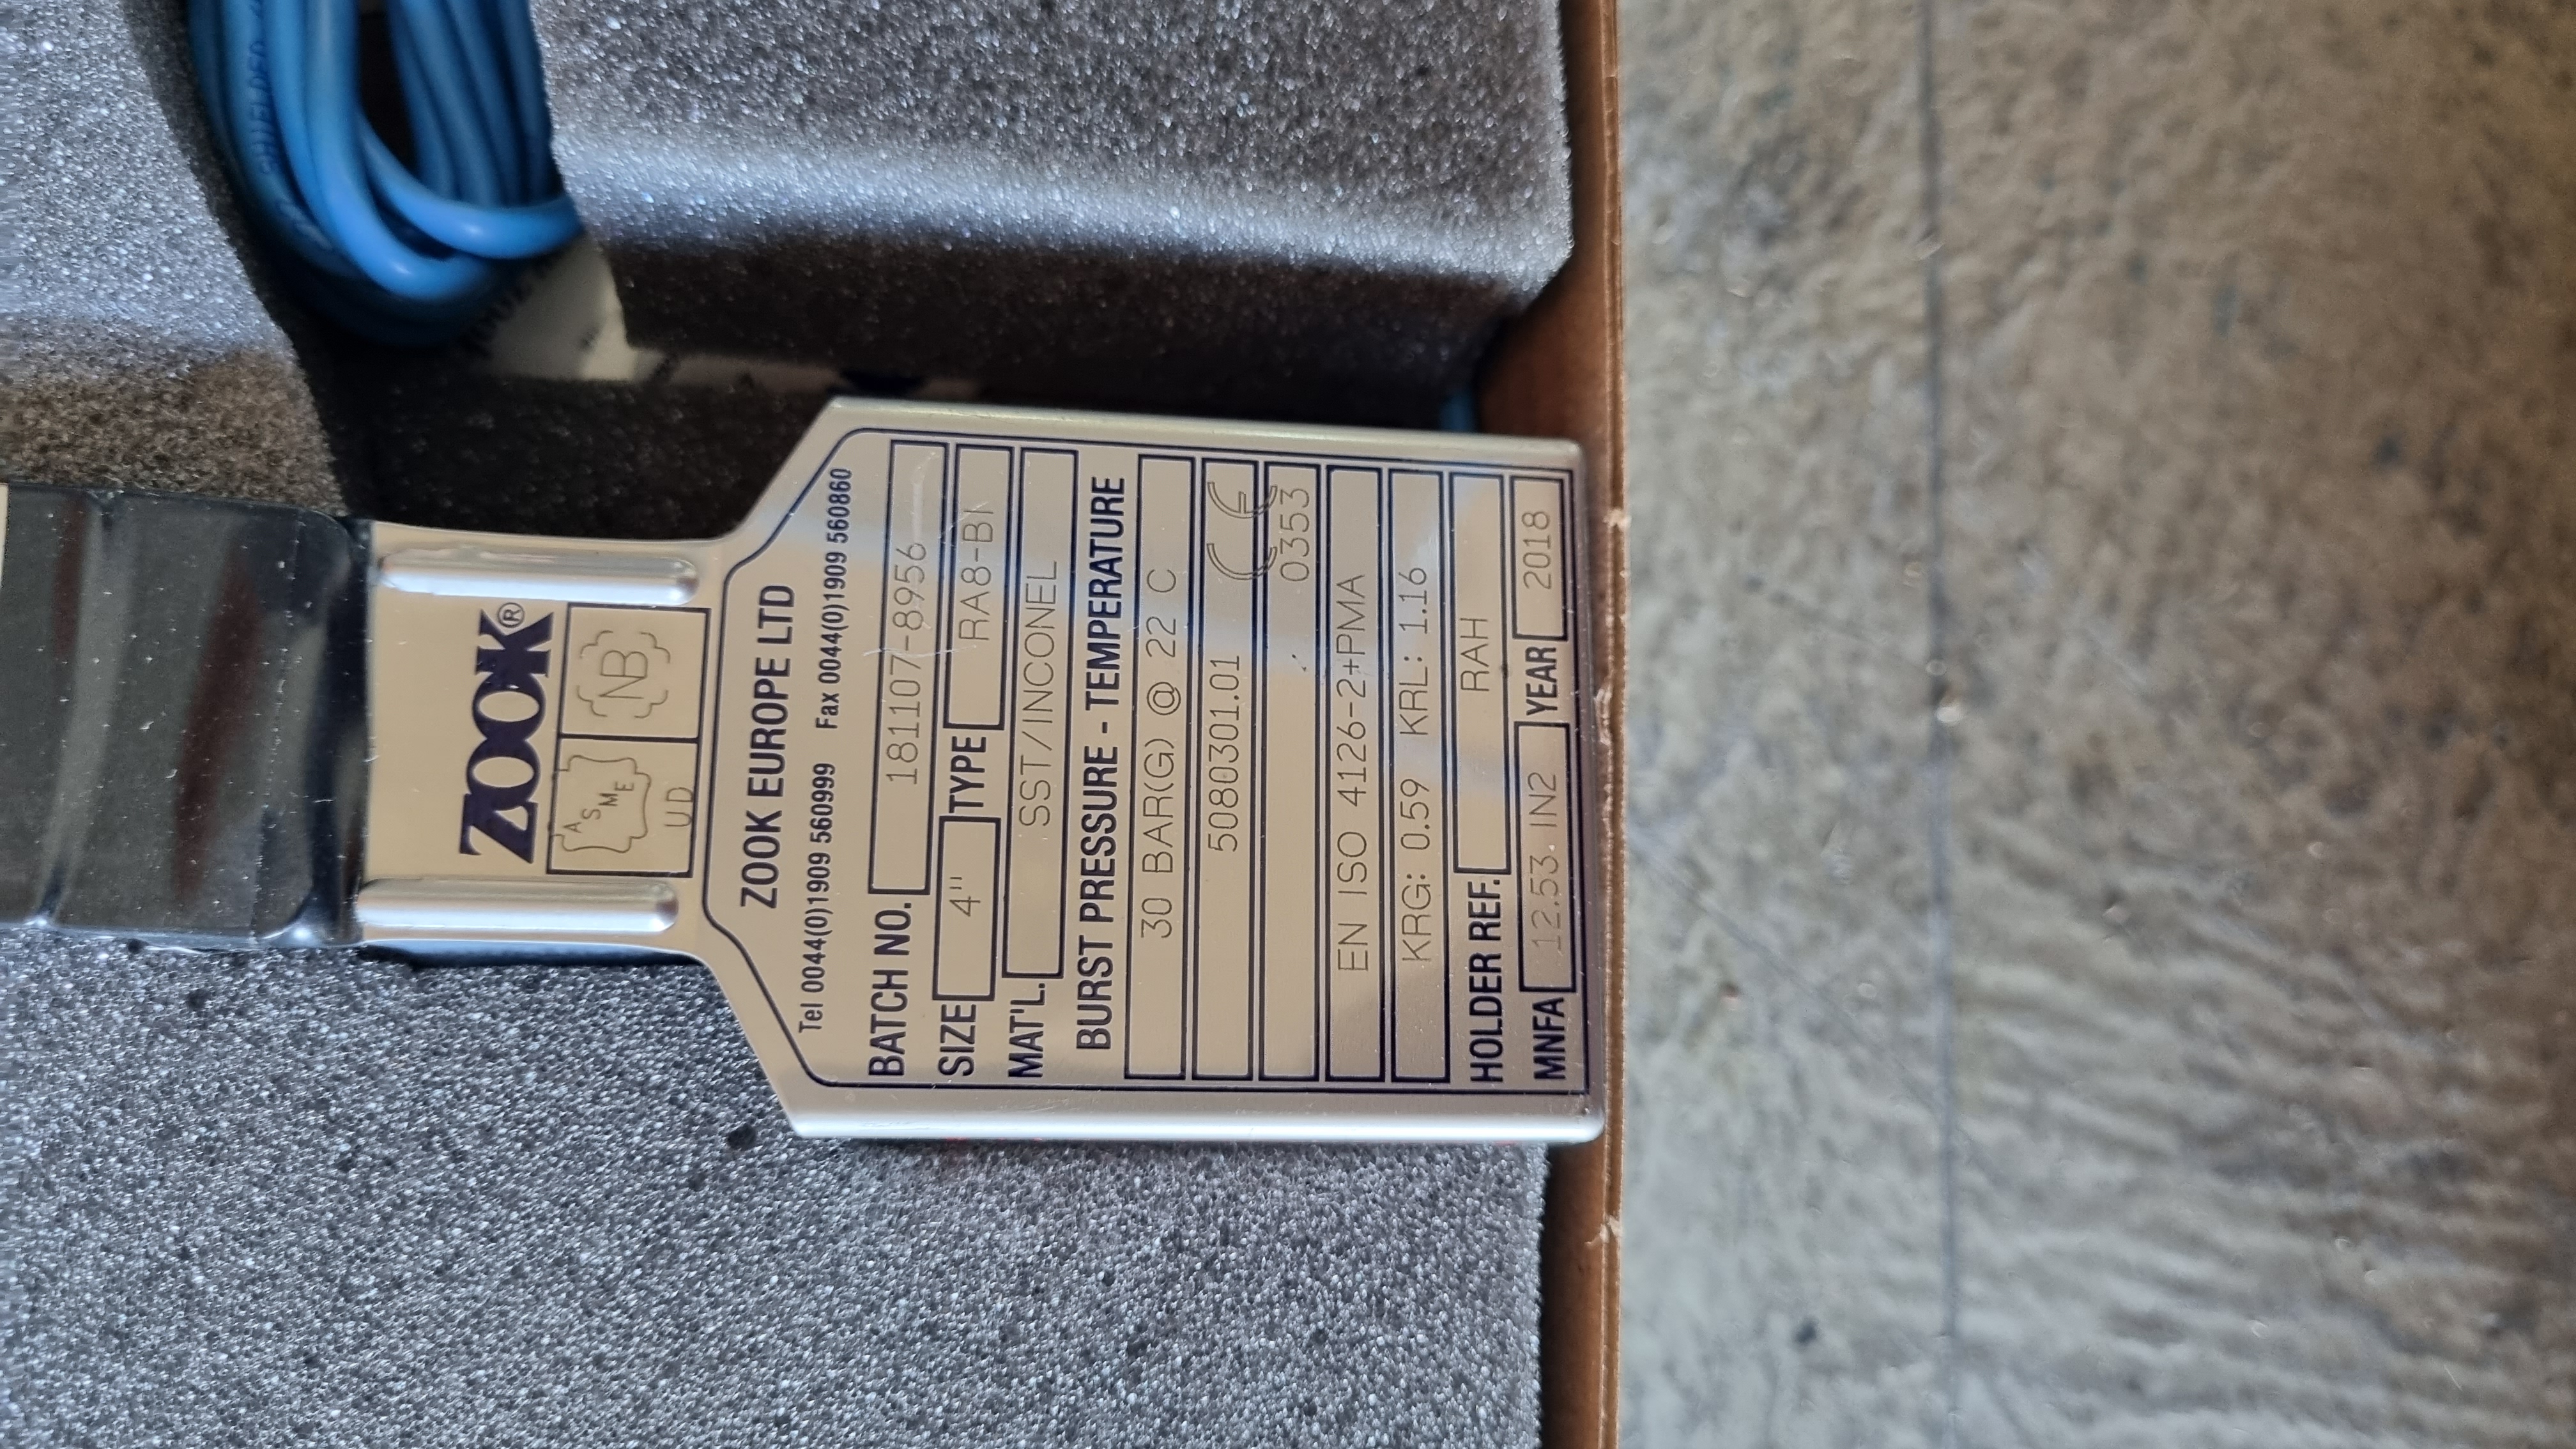 SHIELDED
ZOOK®
ASME NB
UD
ZOOK EUROPE LTD
Tel 0044(0)1909 560999 Fax 0044(0)1909 560860
BATCH NO. 181107-8956
SIZE 4" TYPE RA8-BI
MAT'L. SST/INCONEL
BURST PRESSURE - TEMPERATURE
30 BAR(G) @ 22 C
5080301.01 CE
0353
EN ISO 4126-2+PMA
KRG: 0.59 KRL: 1.16
HOLDER REF. RAH
MNFA 12.53 IN2 YEAR 2018